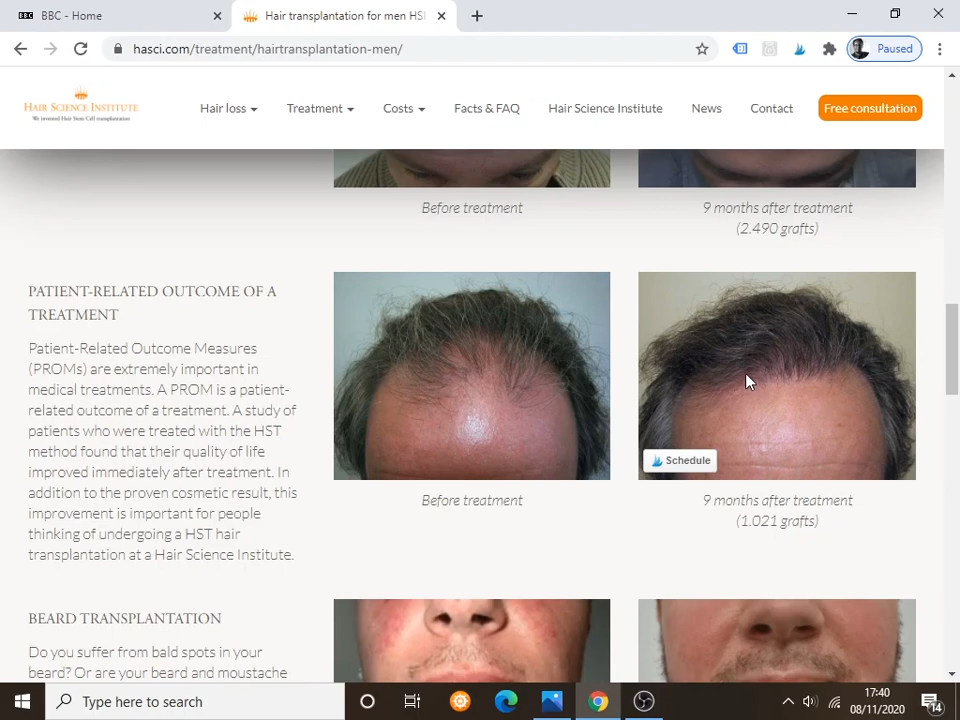 BBC - Home
Hair transplantation for men HSI
hasci.com/treatment/hairtransplantation-men/
Paused
HAIR SCIENCE INSTITUTE
We invented Hair Stem Cell transplantation
Hair loss
Treatment
Costs
Facts & FAQ
Hair Science Institute
News
Contact
Free consultation
Before treatment
9 months after treatment
(2.490 grafts)
PATIENT-RELATED OUTCOME OF A
TREATMENT
Patient-Related Outcome Measures
(PROMs) are extremely important in
medical treatments. A PROM is a patient-
related outcome of a treatment. A study of
patients who were treated with the HST
method found that their quality of life
improved immediately after treatment. In
addition to the proven cosmetic result, this
improvement is important for people
thinking of undergoing a HST hair
transplantation at a Hair Science Institute.
Schedule
Before treatment
9 months after treatment
(1.021 grafts)
BEARD TRANSPLANTATION
Do you suffer from bald spots in your
beard? Or are your beard and moustache
Type here to search
17:40
08/11/2020
14